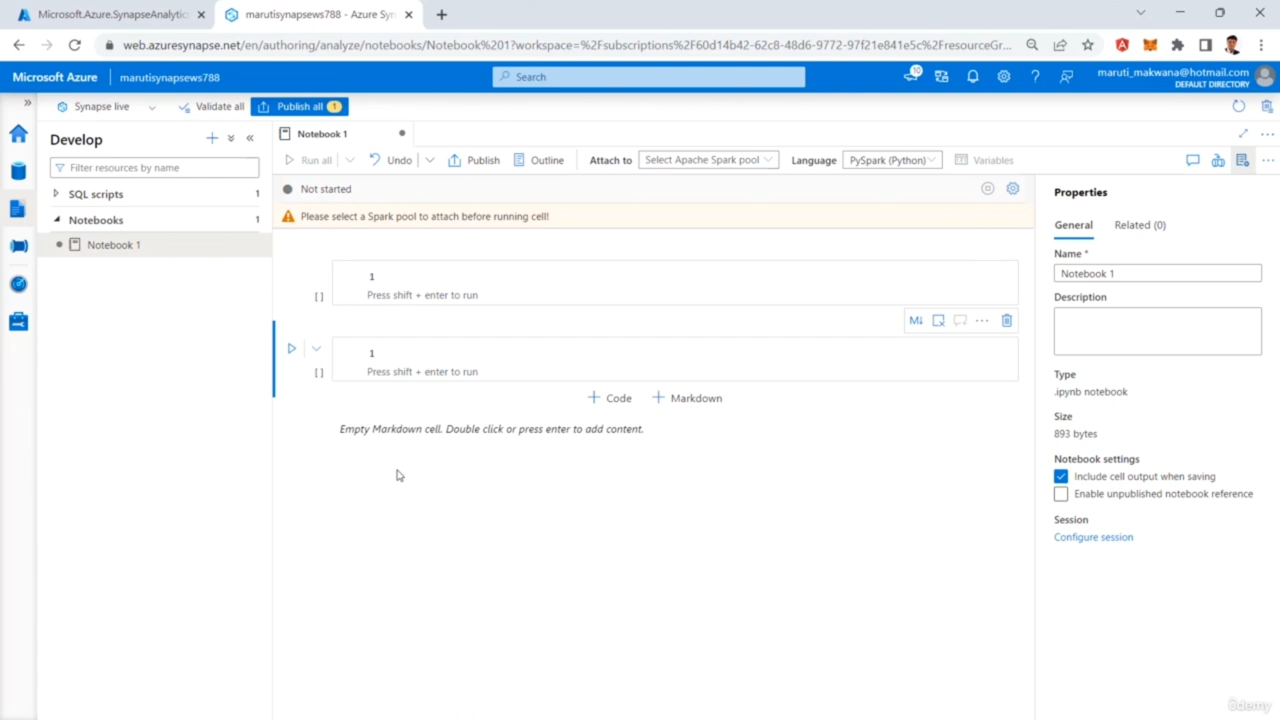 Microsoft.Azure.SynapseAnalytic
marutisynapsews788 - Azure Syn
web.azuresynapse.net/en/authoring/analyze/notebooks/Notebook%201?workspace=%2Fsubscriptions%2F60d14b42-62c8-48d6-9772-97f21e841e5c%2FresourceGr...
Microsoft Azure
marutisynapsews788
Search
10
maruti_makwana@hotmail.com
DEFAULT DIRECTORY
Synapse live
Validate all
Publish all 1
Develop
Filter resources by name
SQL scripts 1
Notebooks 1
Notebook 1
Notebook 1
Run all
Undo
Publish
Outline
Attach to
Select Apache Spark pool
Language
PySpark (Python)
Variables
Not started
Please select a Spark pool to attach before running cell!
1
[ ] Press shift + enter to run
M↓
1
[ ] Press shift + enter to run
+ Code + Markdown
Empty Markdown cell. Double click or press enter to add content.
Properties
General
Related (0)
Name *
Notebook 1
Description
Type
.ipynb notebook
Size
893 bytes
Notebook settings
Include cell output when saving
Enable unpublished notebook reference
Session
Configure session
ûdemy